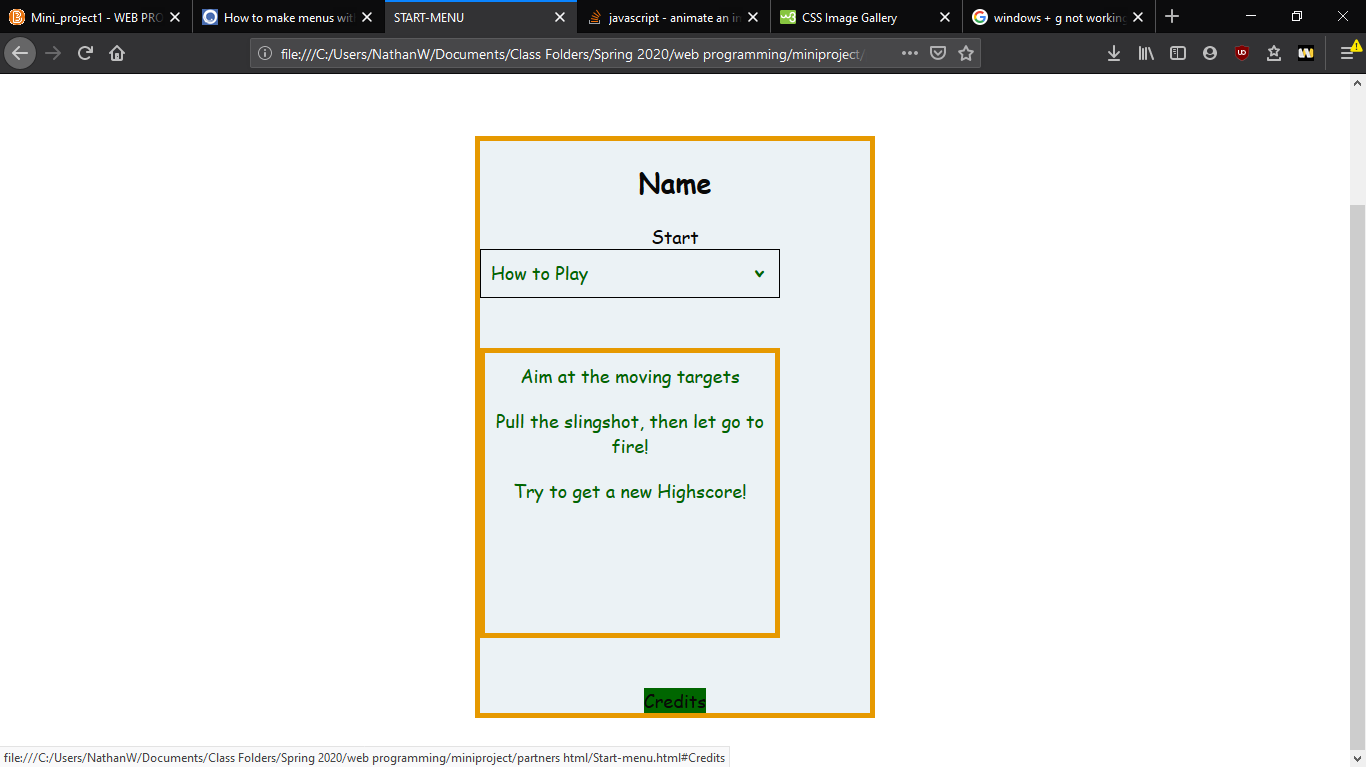 Mini_project1 - WEB PRO
How to make menus wit
START-MENU
javascript - animate an in
CSS Image Gallery
windows + g not working
file:///C:/Users/NathanW/Documents/Class Folders/Spring 2020/web programming/miniproject/
Name
Start
How to Play
Aim at the moving targets
Pull the slingshot, then let go to
fire!
Try to get a new Highscore!
Credits
file:///C:/Users/NathanW/Documents/Class Folders/Spring 2020/web programming/miniproject/partners html/Start-menu.html#Credits